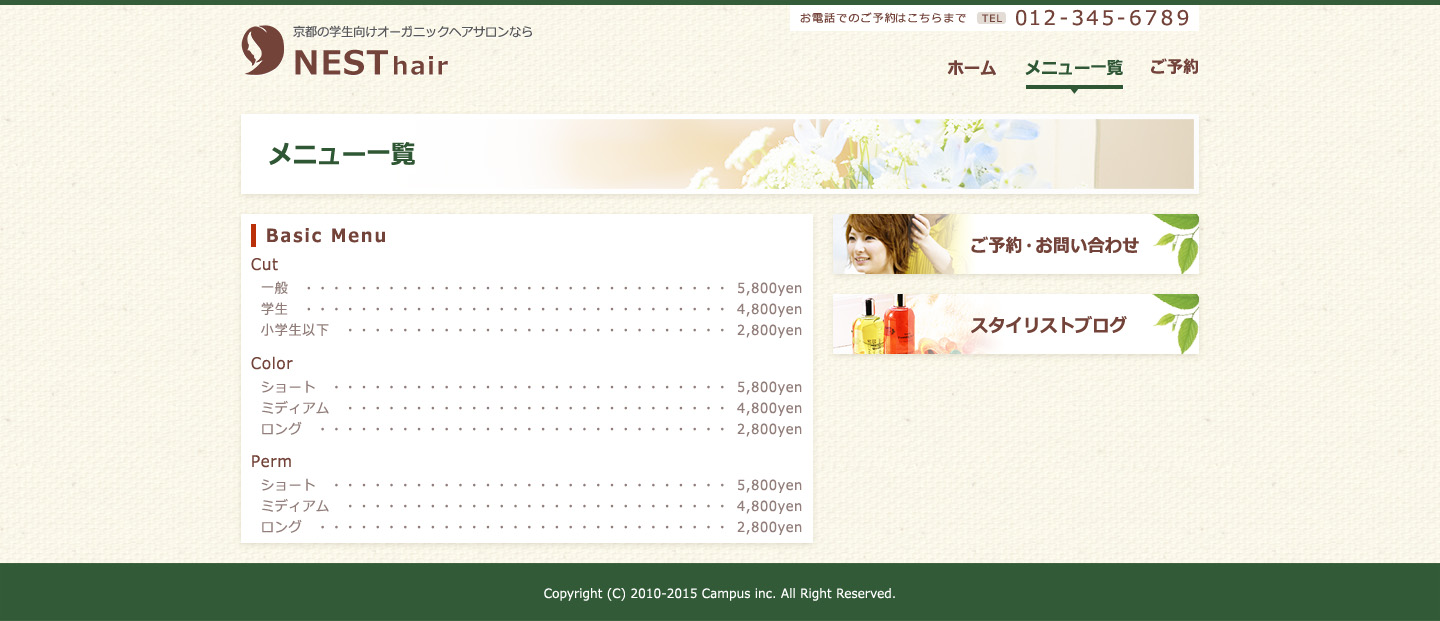 お電話でのご予約はこちらまで TEL 012-345-6789
京都の学生向けオーガニックヘアサロンなら
NEST hair
ホーム メニュー一覧 ご予約
メニュー一覧
Basic Menu
Cut
一般 ・・・・・・・・・・・・・・・・・・・・・・・・・・・・・・・ 5,800yen
学生 ・・・・・・・・・・・・・・・・・・・・・・・・・・・・・・・ 4,800yen
小学生以下 ・・・・・・・・・・・・・・・・・・・・・・・・・・・・ 2,800yen
Color
ショート ・・・・・・・・・・・・・・・・・・・・・・・・・・・・・ 5,800yen
ミディアム ・・・・・・・・・・・・・・・・・・・・・・・・・・・・ 4,800yen
ロング ・・・・・・・・・・・・・・・・・・・・・・・・・・・・・・ 2,800yen
Perm
ショート ・・・・・・・・・・・・・・・・・・・・・・・・・・・・・ 5,800yen
ミディアム ・・・・・・・・・・・・・・・・・・・・・・・・・・・・ 4,800yen
ロング ・・・・・・・・・・・・・・・・・・・・・・・・・・・・・・ 2,800yen
ご予約・お問い合わせ
スタイリストブログ
Copyright (C) 2010-2015 Campus inc. All Right Reserved.